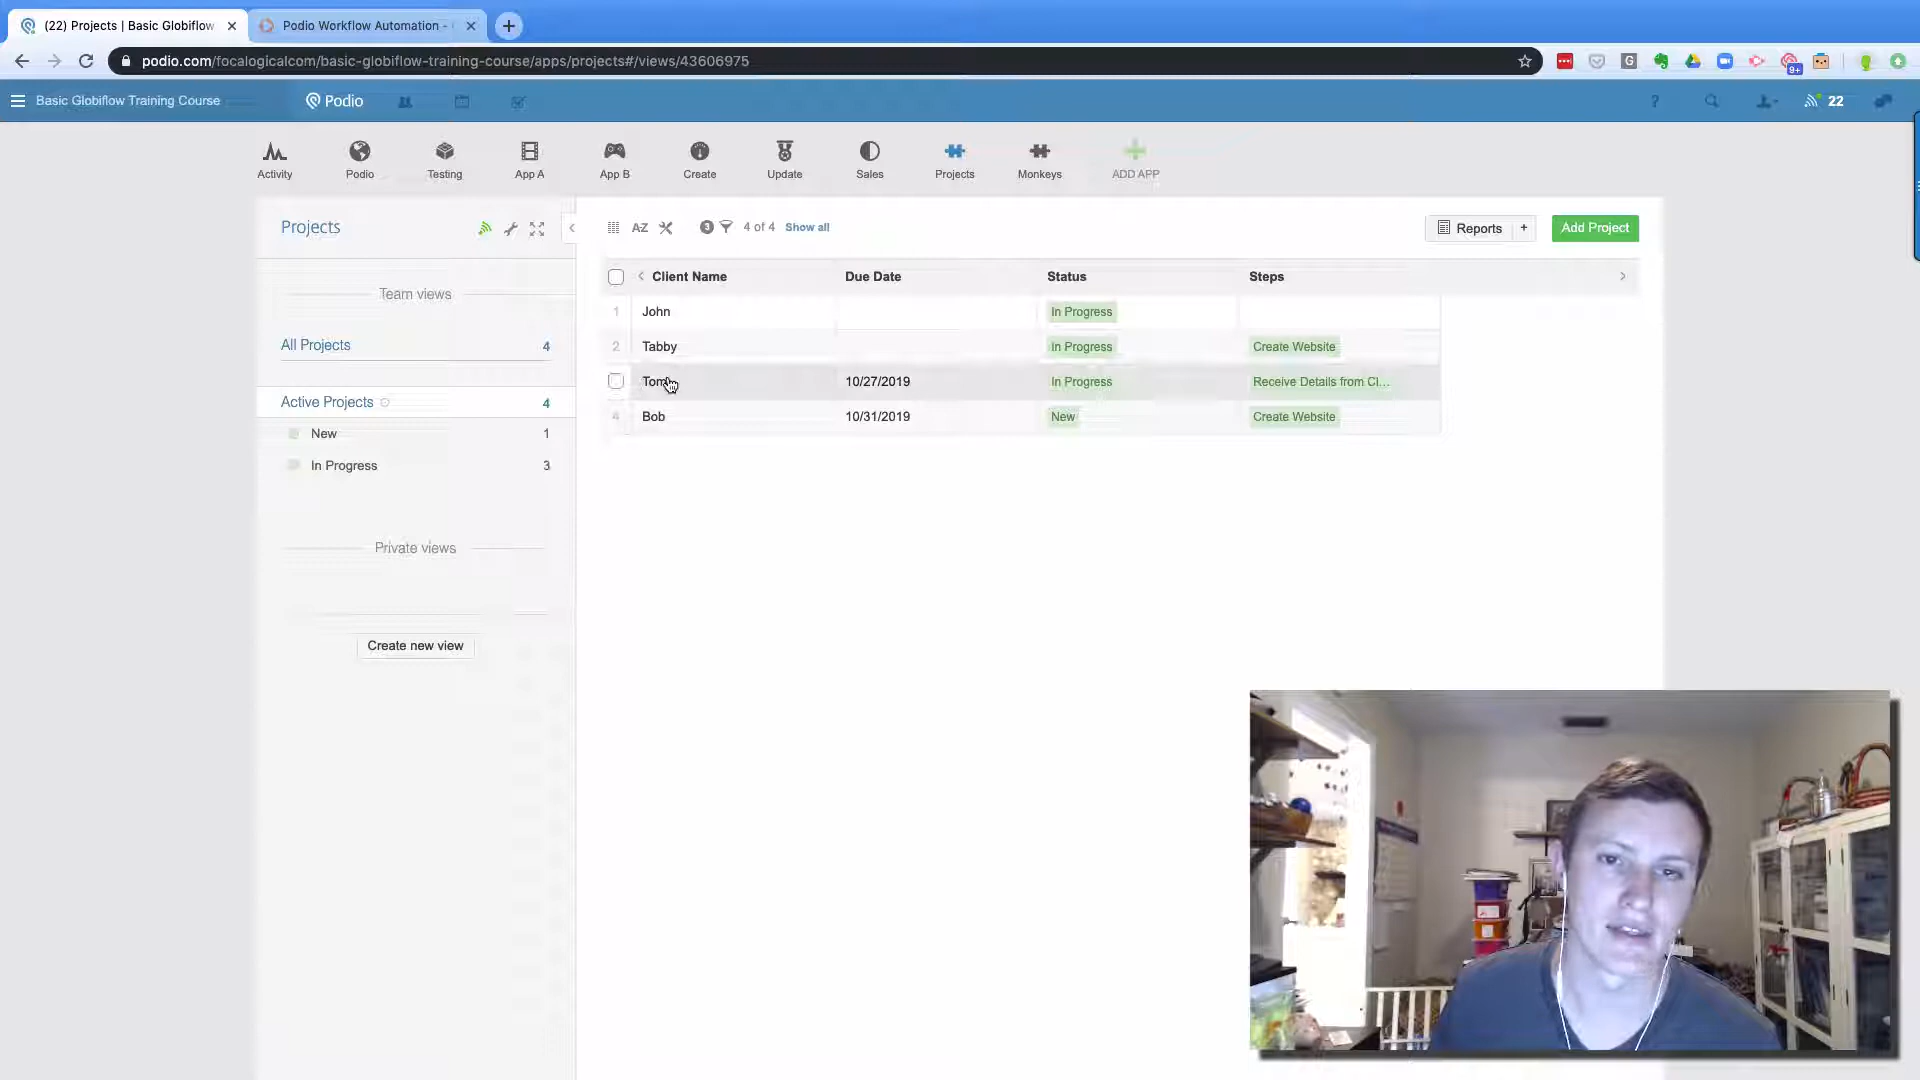 (22) Projects | Basic Globiflow
Podio Workflow Automation -
podio.com/focalogicalcom/basic-globiflow-training-course/apps/projects#/views/43606975
9+
Basic Globiflow Training Course
Podio
?
22
Activity
Podio
Testing
App A
App B
Create
Update
Sales
Projects
Monkeys
ADD APP
Projects
A-Z
3
4 of 4
Show all
Reports
+
Add Project
Team views
All Projects 4
Active Projects 4
New 1
In Progress 3
Private views
Create new view
Client Name Due Date Status Steps
1 John In Progress
2 Tabby In Progress Create Website
10/27/2019 In Progress Receive Details from Cl...
4 Bob 10/31/2019 New Create Website